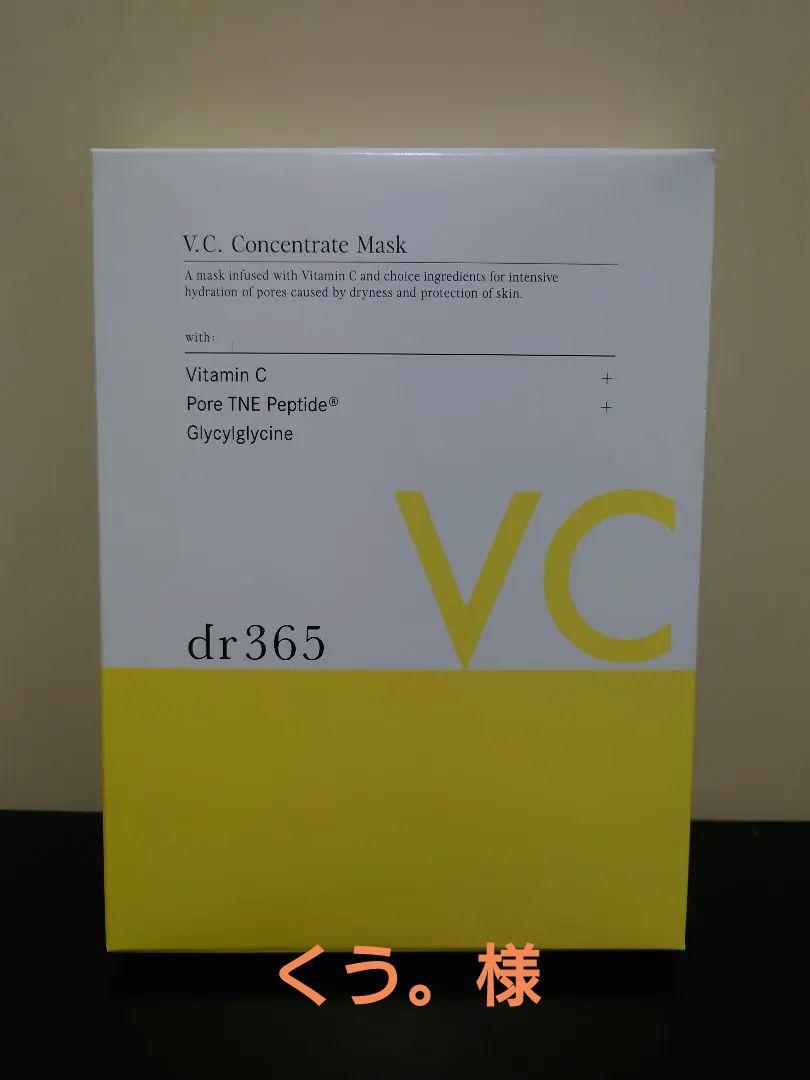 V.C. Concentrate Mask
A mask infused with Vitamin C and choice ingredients for intensive
hydration of pores caused by dryness and protection of skin.
with:
Vitamin C +
Pore TNE Peptide® +
Glycylglycine
VC
dr365
くう。様